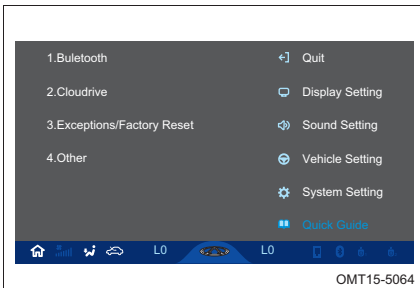 1.Buletooth
2.Cloudrive
3.Exceptions/Factory Reset
4.Other
Quit
Display Setting
Sound Setting
Vehicle Setting
System Setting
Quick Guide
L0
L0
OMT15-5064